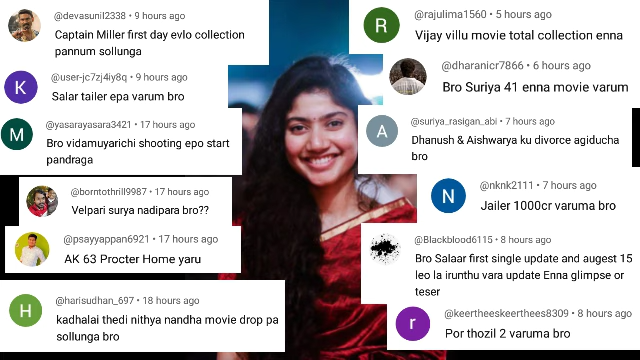 @devasunil2338 • 9 hours ago
Captain Miller first day evlo collection
pannum sollunga
K
@user-jc7zj4iy8q • 9 hours ago
Salar tailer epa varum bro
M
@yasarayasara3421 • 17 hours ago
Bro vidamuyarichi shooting epo start
pandraga
@borntothrill9987 • 17 hours ago
Velpari surya nadipara bro??
@psayyappan6921 • 17 hours ago
AK 63 Procter Home yaru
H
@harisudhan_697 • 18 hours ago
kadhalai thedi nithya nandha movie drop pa
sollunga bro
R
@rajulima1560 • 5 hours ago
Vijay villu movie total collection enna
@dharanicr7866 • 6 hours ago
Bro Suriya 41 enna movie varum
A
@suriya_rasigan_abi • 7 hours ago
Dhanush & Aishwarya ku divorce agiducha
bro
N
@nknk2111 • 7 hours ago
Jailer 1000cr varuma bro
@Blackblood6115 • 8 hours ago
Bro Salaar first single update and augest 15
leo la irunthu vara update Enna glimpse or
teser
r
@keertheeskeerthees8309 • 8 hours ago
Por thozil 2 varuma bro